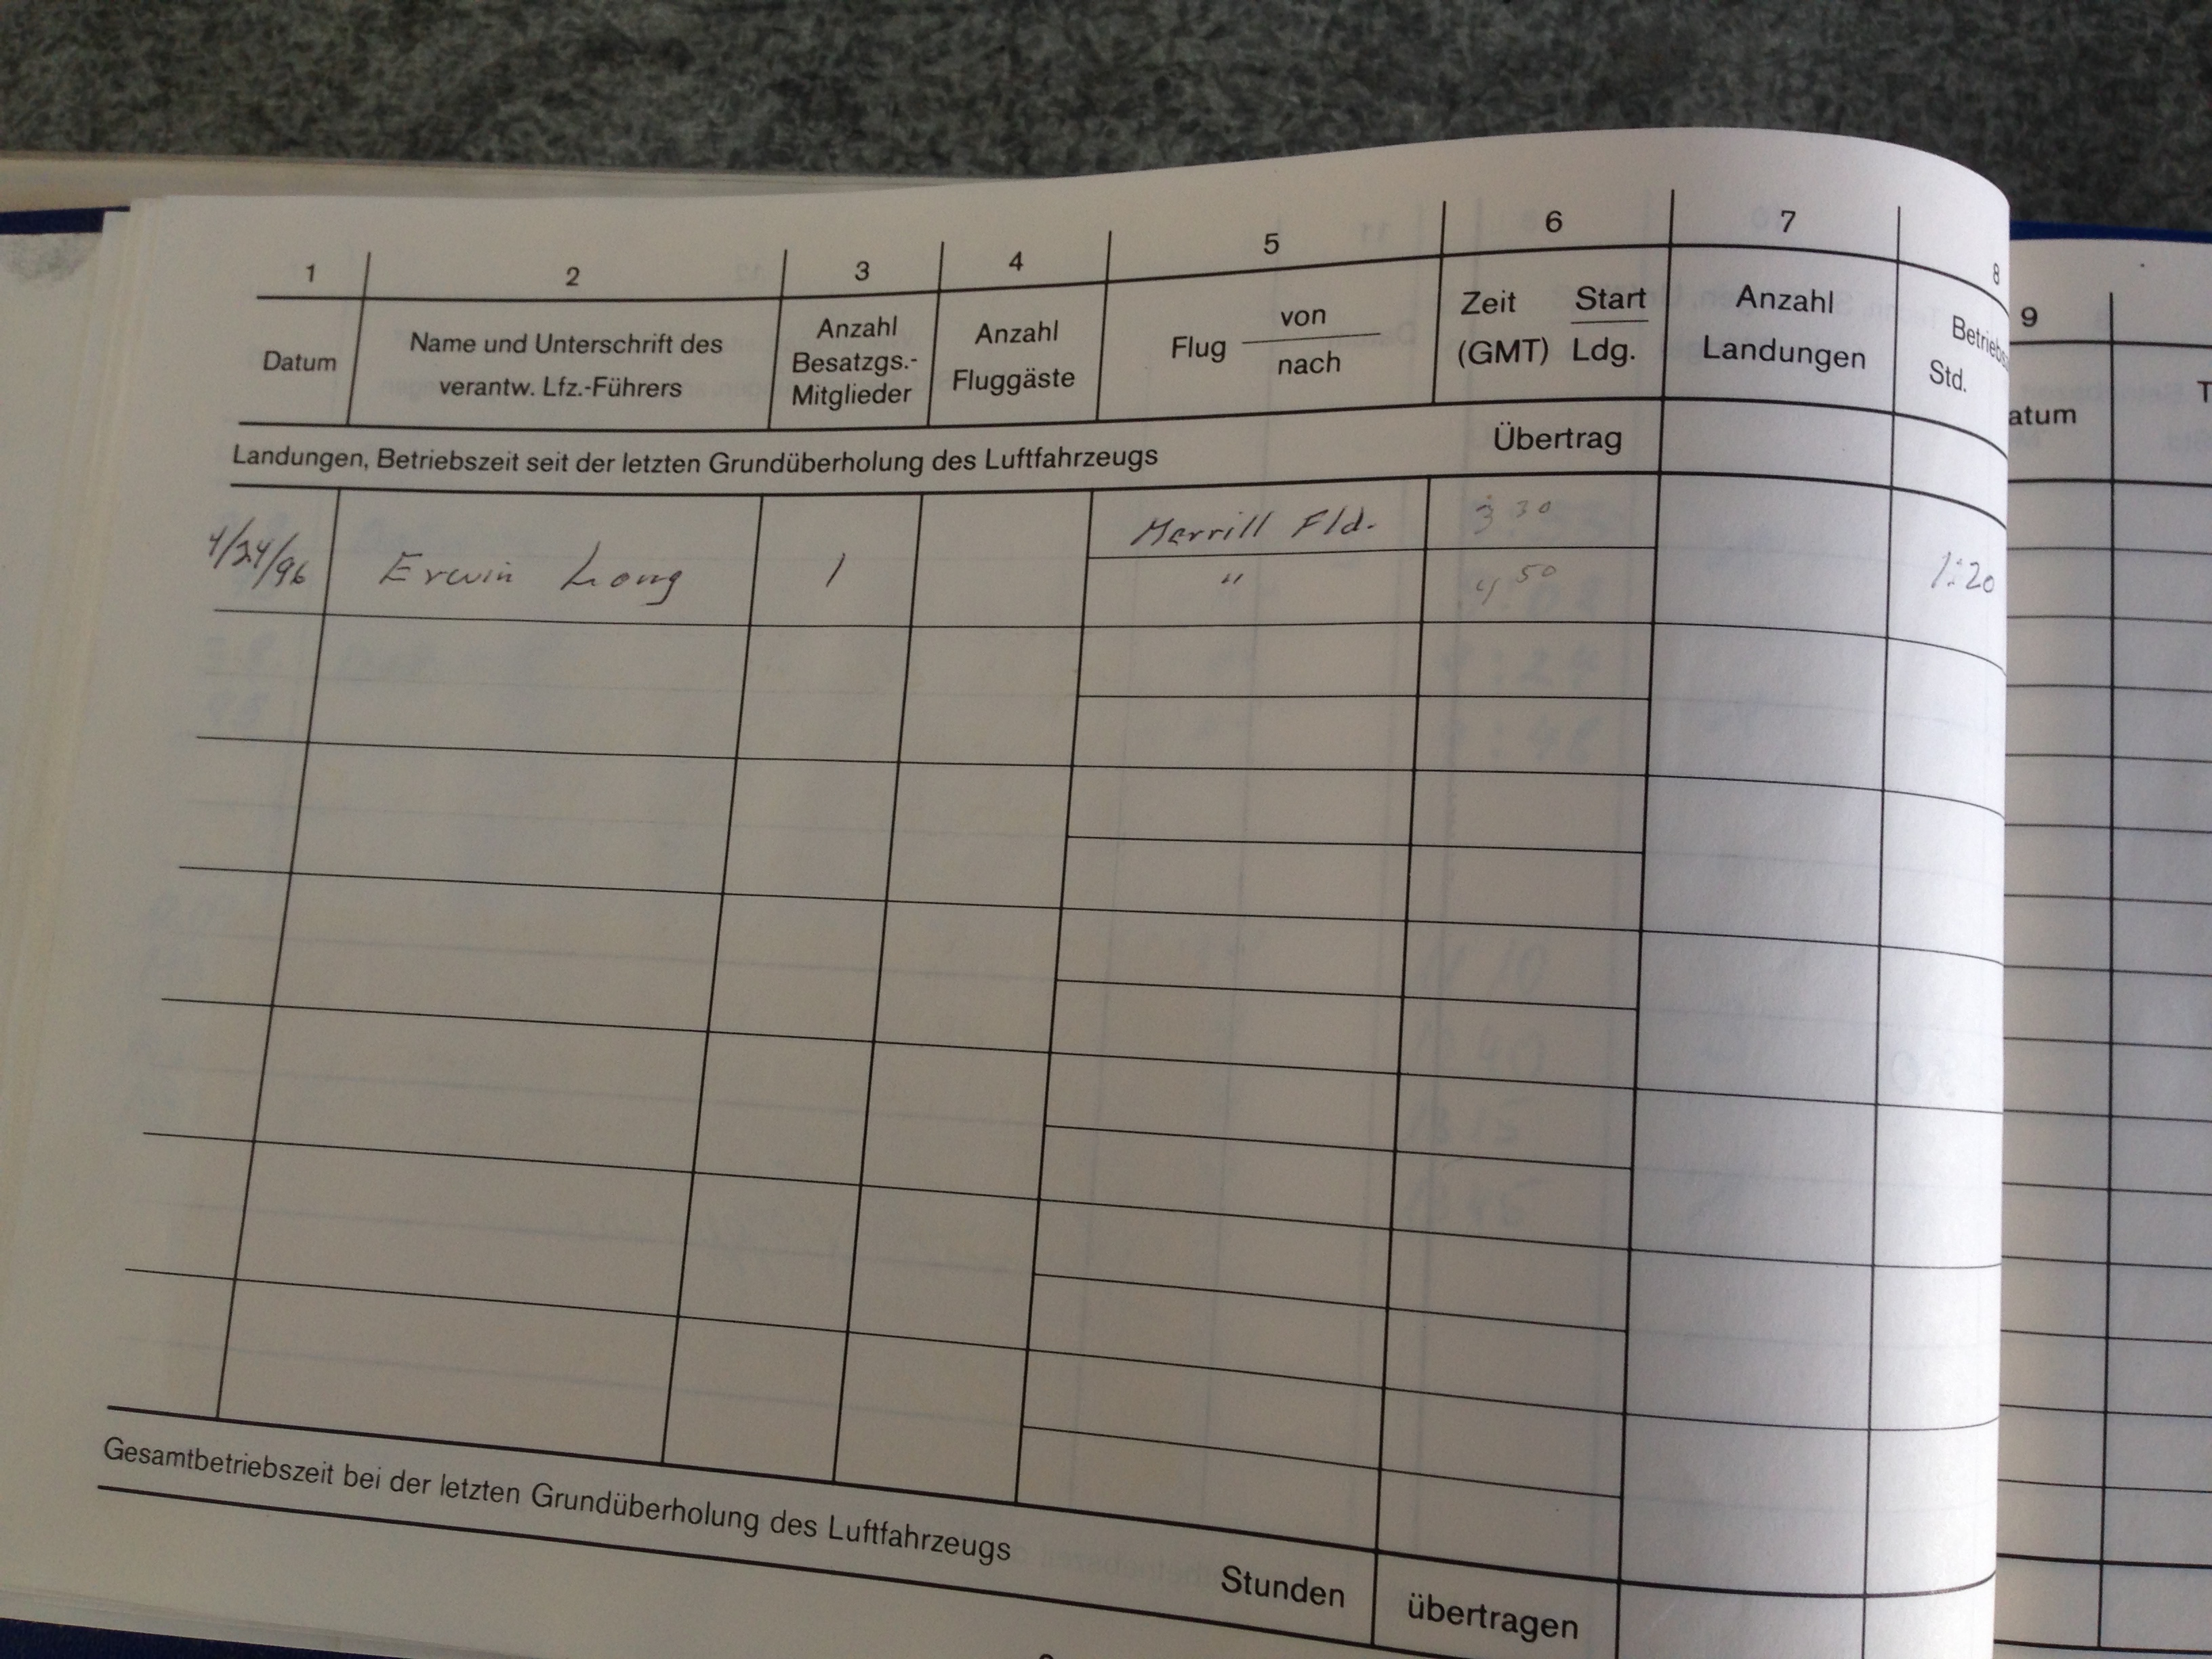 1 2 3 4 5 6 7 8
Datum
Name und Unterschrift des
verantw. Lfz.-Führers
Anzahl
Besatzgs.-
Mitglieder
Anzahl
Fluggäste
Flug von
nach
Zeit Start
(GMT) Ldg.
Anzahl
Landungen
Std.
9
Landungen, Betriebszeit seit der letzten Grundüberholung des Luftfahrzeugs Übertrag
4/24/96 Erwin Long 1 Merrill Fld. 3 30 1:20
" 4 50
Gesamtbetriebszeit bei der letzten Grundüberholung des Luftfahrzeugs
Stunden übertragen